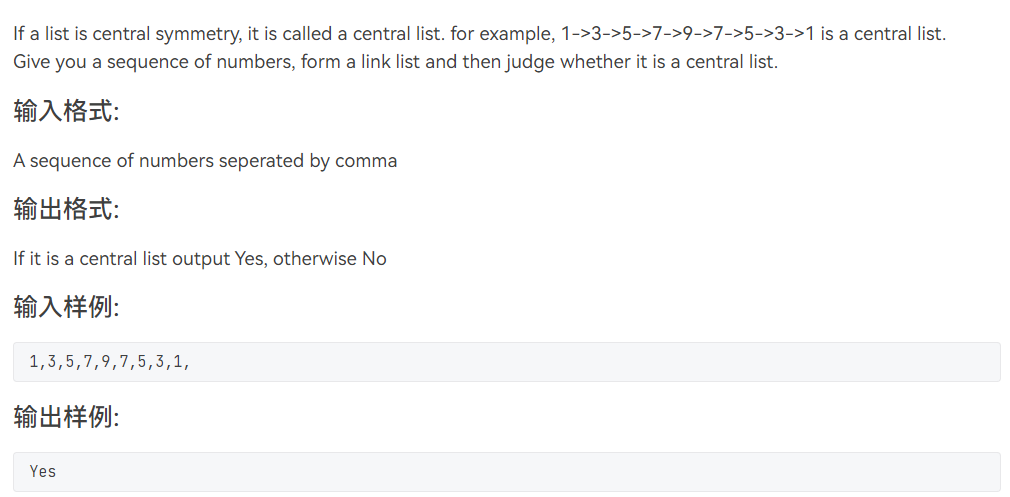 If a list is central symmetry, it is called a central list. for example, 1->3->5->7->9->7->5->3->1 is a central list.
Give you a sequence of numbers, form a link list and then judge whether it is a central list.
输入格式:
A sequence of numbers seperated by comma
输出格式:
If it is a central list output Yes, otherwise No
输入样例:
1,3,5,7,9,7,5,3,1,
输出样例:
Yes